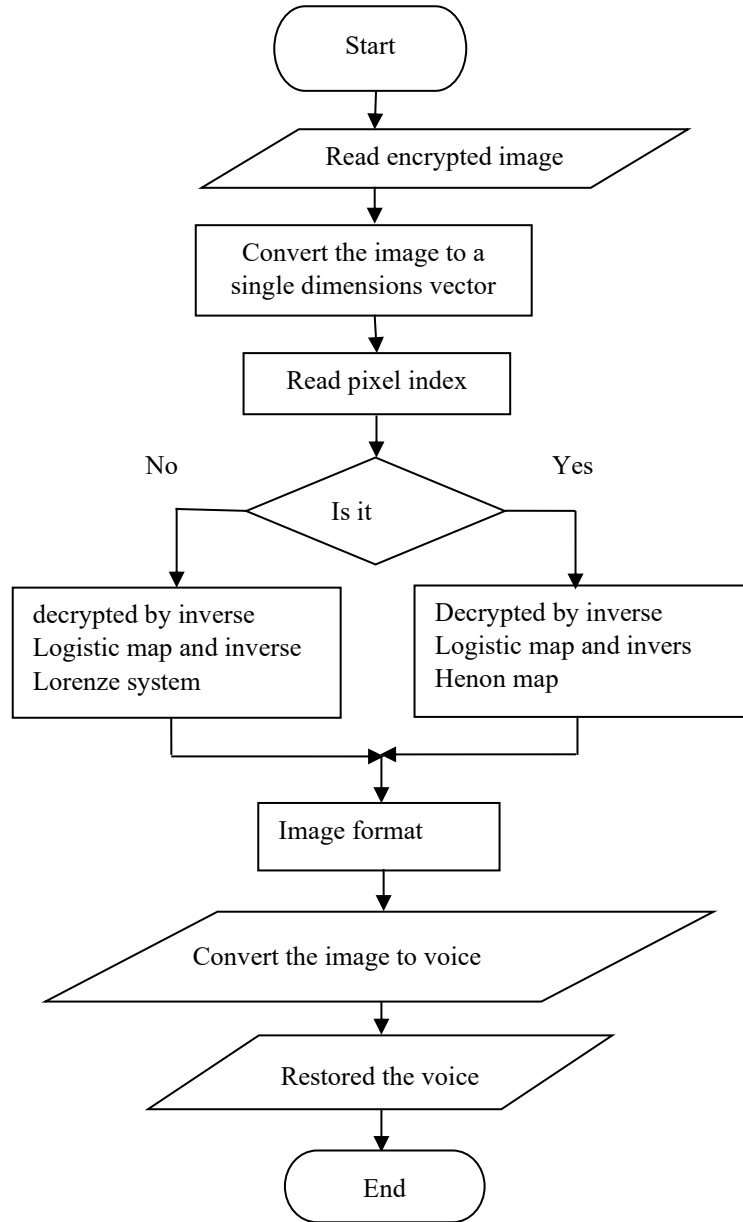 Start
Read encrypted image
Convert the image to a
single dimensions vector
Read pixel index
No
Yes
Is it
decrypted by inverse
Logistic map and inverse
Lorenze system
Decrypted by inverse
Logistic map and invers
Henon map
Image format
Convert the image to voice
Restored the voice
End